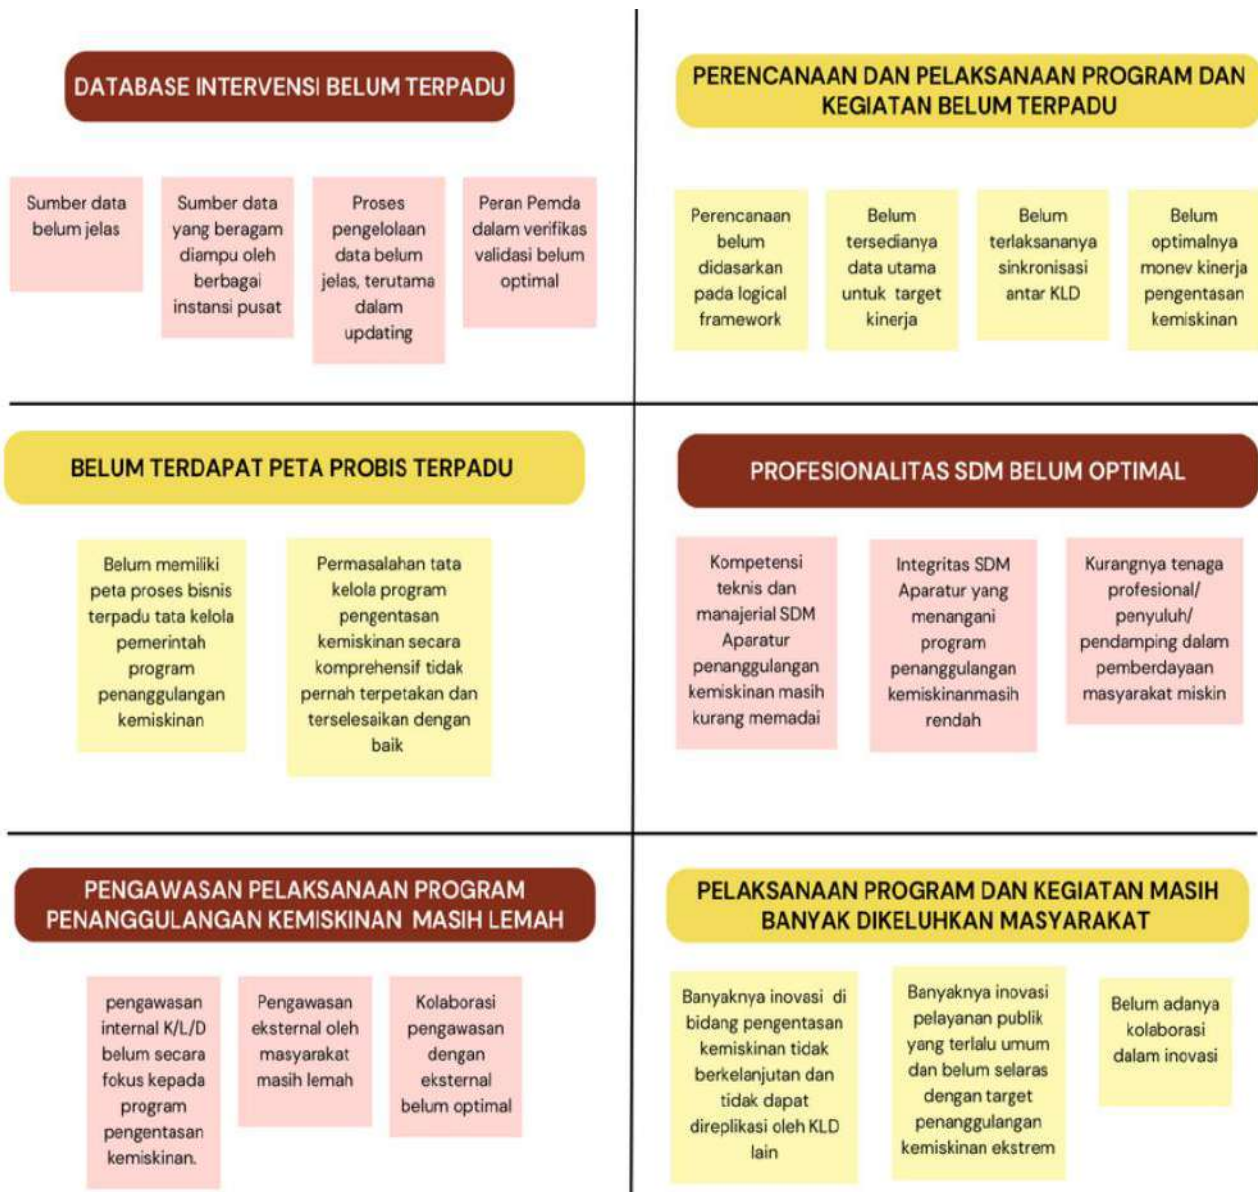 DATABASE INTERVENSI BELUM TERPADU
Sumber data
belum jelas
Sumber data
yang beragam
diampu oleh
berbagai
instansi pusat
Proses
pengelolaan
data belum
jelas, terutama
dalam
updating
Peran Pemda
dalam verifikas
validasi belum
optimal
PERENCANAAN DAN PELAKSANAAN PROGRAM DAN
KEGIATAN BELUM TERPADU
Perencanaan
belum
didasarkan
pada logical
framework
Belum
tersedianya
data utama
untuk target
kinerja
Belum
terlaksananya
sinkronisasi
antar KLD
Belum
optimalnya
monev kinerja
pengentasan
kemiskinan
BELUM TERDAPAT PETA PROBIS TERPADU
Belum memiliki
peta proses bisnis
terpadu tata kelola
pemerintah
program
penanggulangan
kemiskinan
Permasalahan tata
kelola program
pengentasan
kemiskinan secara
komprehensif tidak
pernah terpetakan dan
terselesaikan dengan
baik
PROFESIONALITAS SDM BELUM OPTIMAL
Kompetensi
teknis dan
manajerial SDM
Aparatur
penanggulangan
kemiskinan masih
kurang memadai
Integritas SDM
Aparatur yang
menangani
program
penanggulangan
kemiskinanmasih
rendah
Kurangnya tenaga
profesional/
penyuluh/
pendamping dalam
pemberdayaan
masyarakat miskin
PENGAWASAN PELAKSANAAN PROGRAM
PENANGGULANGAN KEMISKINAN MASIH LEMAH
pengawasan
internal K/L/D
belum secara
fokus kepada
program
pengentasan
kemiskinan.
Pengawasan
eksternal oleh
masyarakat
masih lemah
Kolaborasi
pengawasan
dengan
eksternal
belum optimal
PELAKSANAAN PROGRAM DAN KEGIATAN MASIH
BANYAK DIKELUHKAN MASYARAKAT
Banyaknya inovasi di
bidang pengentasan
kemiskinan tidak
berkelanjutan dan
tidak dapat
direplikasi oleh KLD
lain
Banyaknya inovasi
pelayanan publik
yang terlalu umum
dan belum selaras
dengan target
penanggulangan
kemiskinan ekstrem
Belum adanya
kolaborasi
dalam inovasi